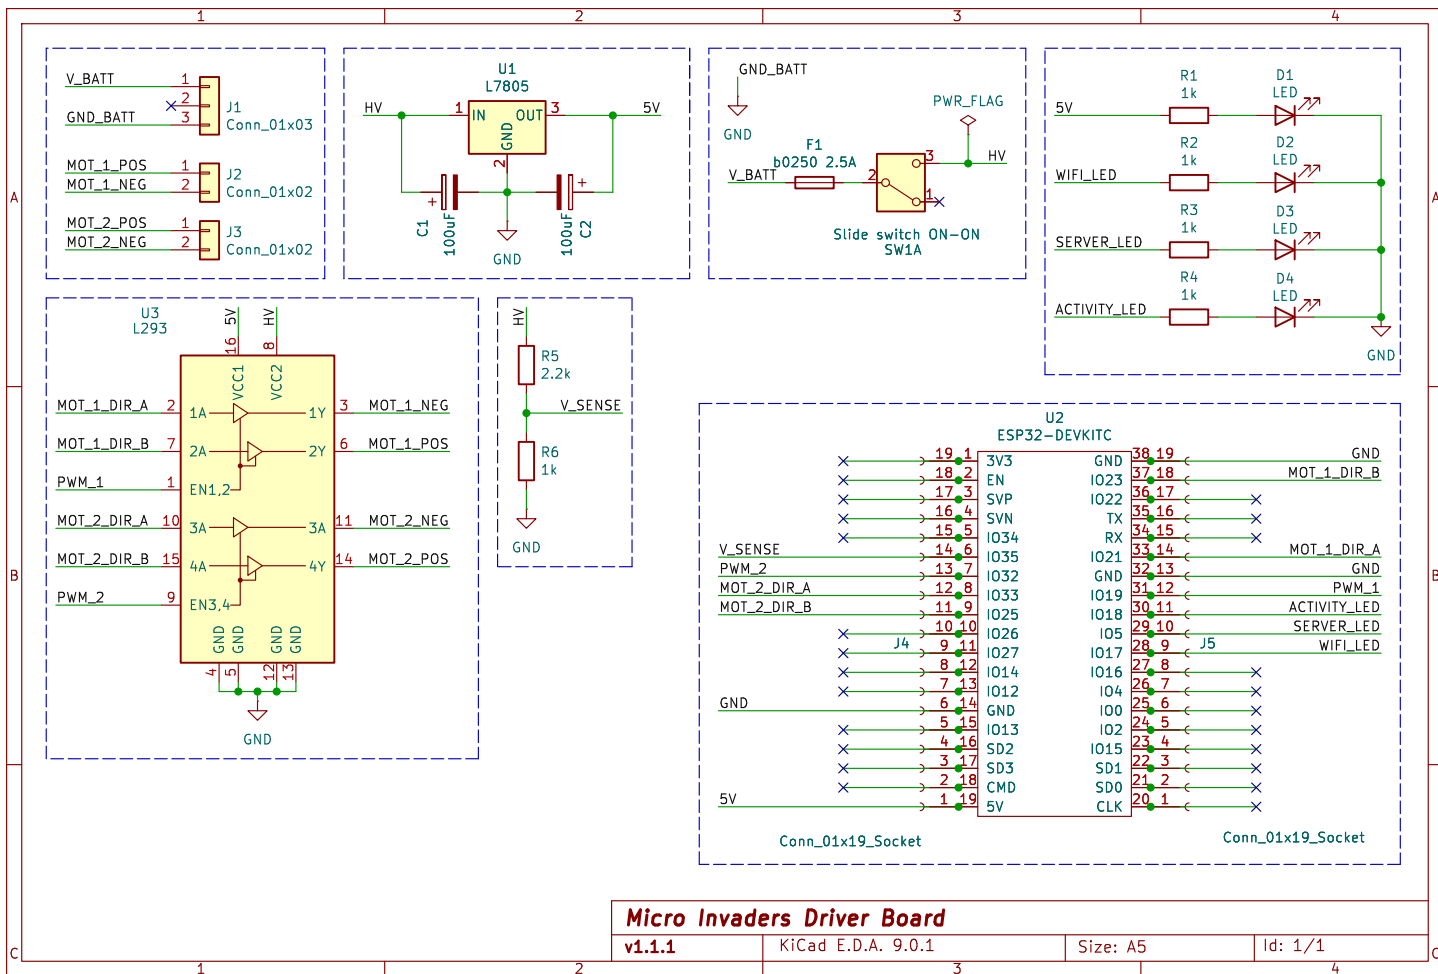 1 2 3 4
A
B
C
V_BATT 1
2
GND_BATT 3
J1
Conn_01x03
MOT_1_POS 1
MOT_1_NEG 2
J2
Conn_01x02
MOT_2_POS 1
MOT_2_NEG 2
J3
Conn_01x02
U1
L7805
HV 1 IN OUT 3 5V
GND
2
+ +
C1 100uF 100uF C2
GND
GND_BATT
GND
PWR_FLAG
F1
b0250 2.5A
V_BATT 2
3 HV
1
Slide switch ON-ON
SW1A
R1 D1
1k LED
5V
R2 D2
1k LED
WIFI_LED
R3 D3
1k LED
SERVER_LED
R4 D4
1k LED
ACTIVITY_LED
GND
A
U3
L293
5V HV
16 8
VCC1 VCC2
MOT_1_DIR_A 2 1A 1Y 3 MOT_1_NEG
MOT_1_DIR_B 7 2A 2Y 6 MOT_1_POS
PWM_1 1 EN1,2
MOT_2_DIR_A 10 3A 3A 11 MOT_2_NEG
MOT_2_DIR_B 15 4A 4Y 14 MOT_2_POS
PWM_2 9 EN3,4
GND GND GND GND
4 5 12 13
GND
HV
R5
2.2k
V_SENSE
R6
1k
GND
U2
ESP32-DEVKITC
19 1 3V3 GND 38 19 GND
18 2 EN IO23 37 18 MOT_1_DIR_B
17 3 SVP IO22 36 17
16 4 SVN TX 35 16
15 5 IO34 RX 34 15
V_SENSE 14 6 IO35 IO21 33 14 MOT_1_DIR_A
PWM_2 13 7 IO32 GND 32 13 GND
MOT_2_DIR_A 12 8 IO33 IO19 31 12 PWM_1
MOT_2_DIR_B 11 9 IO25 IO18 30 11 ACTIVITY_LED
10 10 IO26 IO5 29 10 SERVER_LED
J4 9 11 IO27 IO17 28 9 J5 WIFI_LED
8 12 IO14 IO16 27 8
7 13 IO12 IO4 26 7
GND 6 14 GND IO0 25 6
5 15 IO13 IO2 24 5
4 16 SD2 IO15 23 4
3 17 SD3 SD1 22 3
2 18 CMD SD0 21 2
5V 1 19 5V CLK 20 1
Conn_01x19_Socket Conn_01x19_Socket
B
Micro Invaders Driver Board
v1.1.1 KiCad E.D.A. 9.0.1 Size: A5 Id: 1/1
C
1 2 3 4